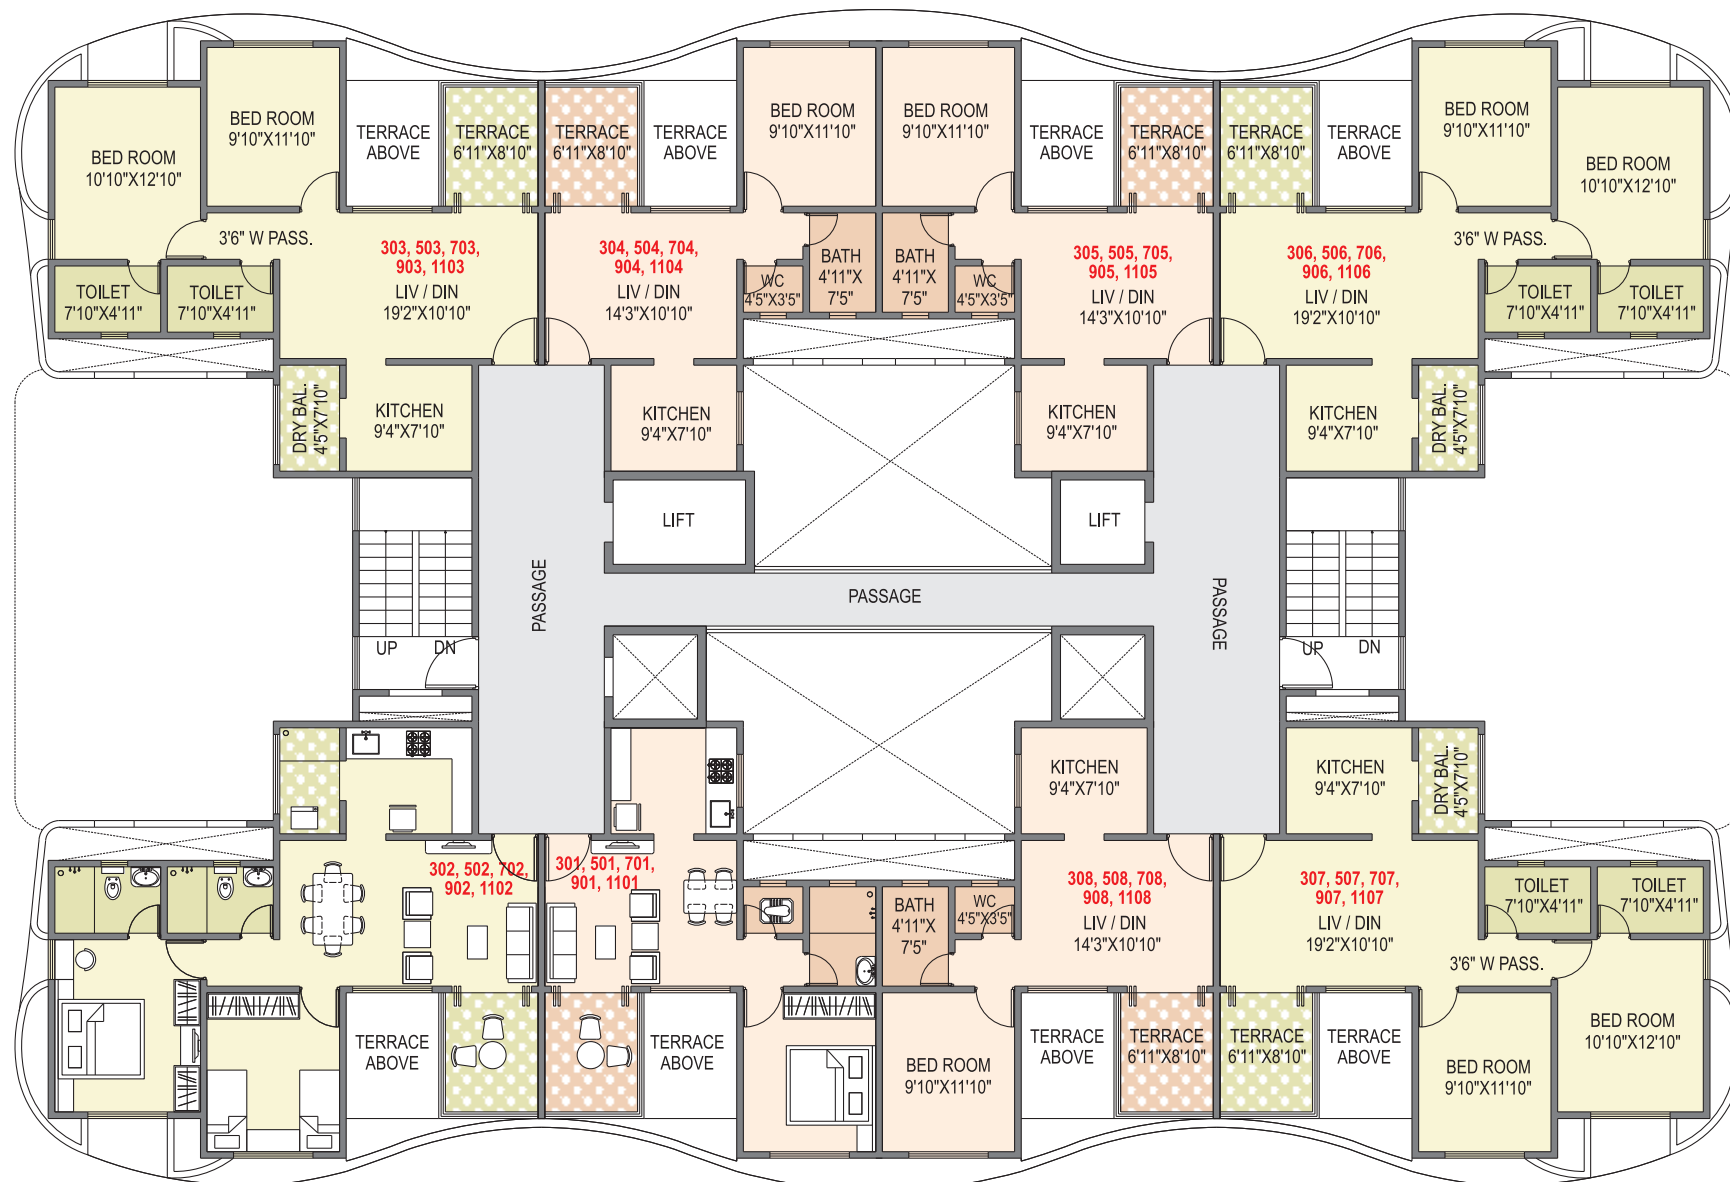 BED ROOM
10'10"X12'10"
BED ROOM
9'10"X11'10"
TERRACE
ABOVE
TERRACE
6'11"X8'10"
TERRACE
6'11"X8'10"
TERRACE
ABOVE
BED ROOM
9'10"X11'10"
BED ROOM
9'10"X11'10"
TERRACE
ABOVE
TERRACE
6'11"X8'10"
TERRACE
6'11"X8'10"
TERRACE
ABOVE
BED ROOM
9'10"X11'10"
BED ROOM
10'10"X12'10"
3'6" W PASS.
303, 503, 703,
903, 1103
LIV / DIN
19'2"X10'10"
304, 504, 704,
904, 1104
LIV / DIN
14'3"X10'10"
WC
4'5"X3'5"
BATH
4'11"X
7'5"
BATH
4'11"X
7'5"
WC
4'5"X3'5"
305, 505, 705,
905, 1105
LIV / DIN
14'3"X10'10"
306, 506, 706,
906, 1106
LIV / DIN
19'2"X10'10"
3'6" W PASS.
TOILET
7'10"X4'11"
TOILET
7'10"X4'11"
TOILET
7'10"X4'11"
TOILET
7'10"X4'11"
DRY BAL.
4'5"X7'10"
KITCHEN
9'4"X7'10"
KITCHEN
9'4"X7'10"
KITCHEN
9'4"X7'10"
KITCHEN
9'4"X7'10"
DRY BAL.
4'5"X7'10"
LIFT
LIFT
PASSAGE
PASSAGE
PASSAGE
UP
DN
UP
DN
KITCHEN
9'4"X7'10"
KITCHEN
9'4"X7'10"
DRY BAL.
4'5"X7'10"
302, 502, 702,
902, 1102
301, 501, 701,
901, 1101
BATH
4'11"X
7'5"
WC
4'5"X3'5"
308, 508, 708,
908, 1108
LIV / DIN
14'3"X10'10"
307, 507, 707,
907, 1107
LIV / DIN
19'2"X10'10"
TOILET
7'10"X4'11"
TOILET
7'10"X4'11"
3'6" W PASS.
TERRACE
ABOVE
TERRACE
ABOVE
BED ROOM
9'10"X11'10"
TERRACE
ABOVE
TERRACE
6'11"X8'10"
TERRACE
6'11"X8'10"
TERRACE
ABOVE
BED ROOM
9'10"X11'10"
BED ROOM
10'10"X12'10"